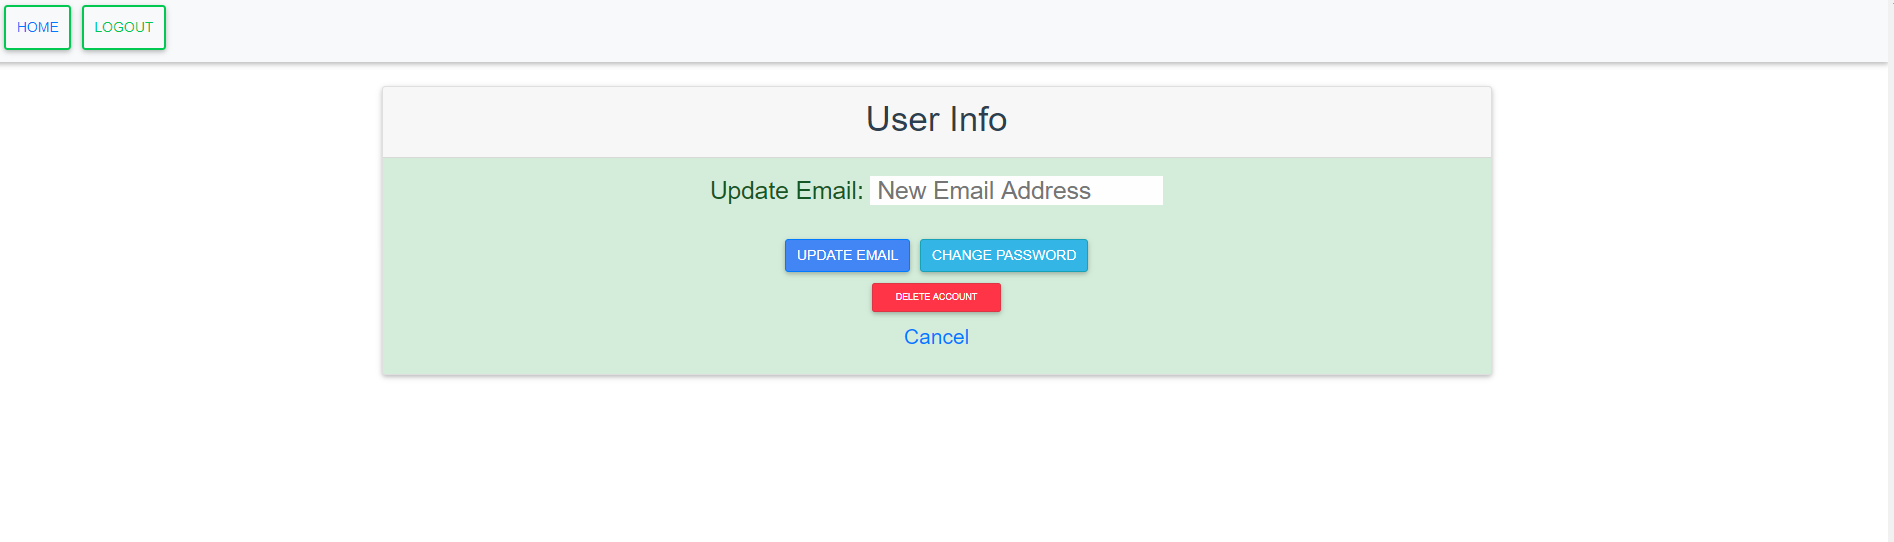 HOME LOGOUT
User Info
Update Email: New Email Address
UPDATE EMAIL CHANGE PASSWORD
DELETE ACCOUNT
Cancel